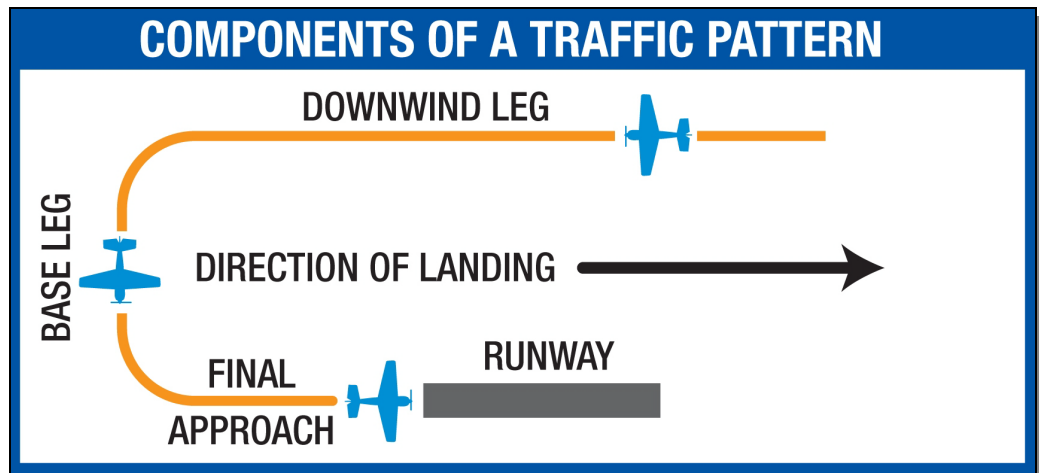 COMPONENTS OF A TRAFFIC PATTERN
DOWNWIND LEG
BASE LEG
DIRECTION OF LANDING
RUNWAY
FINAL
APPROACH